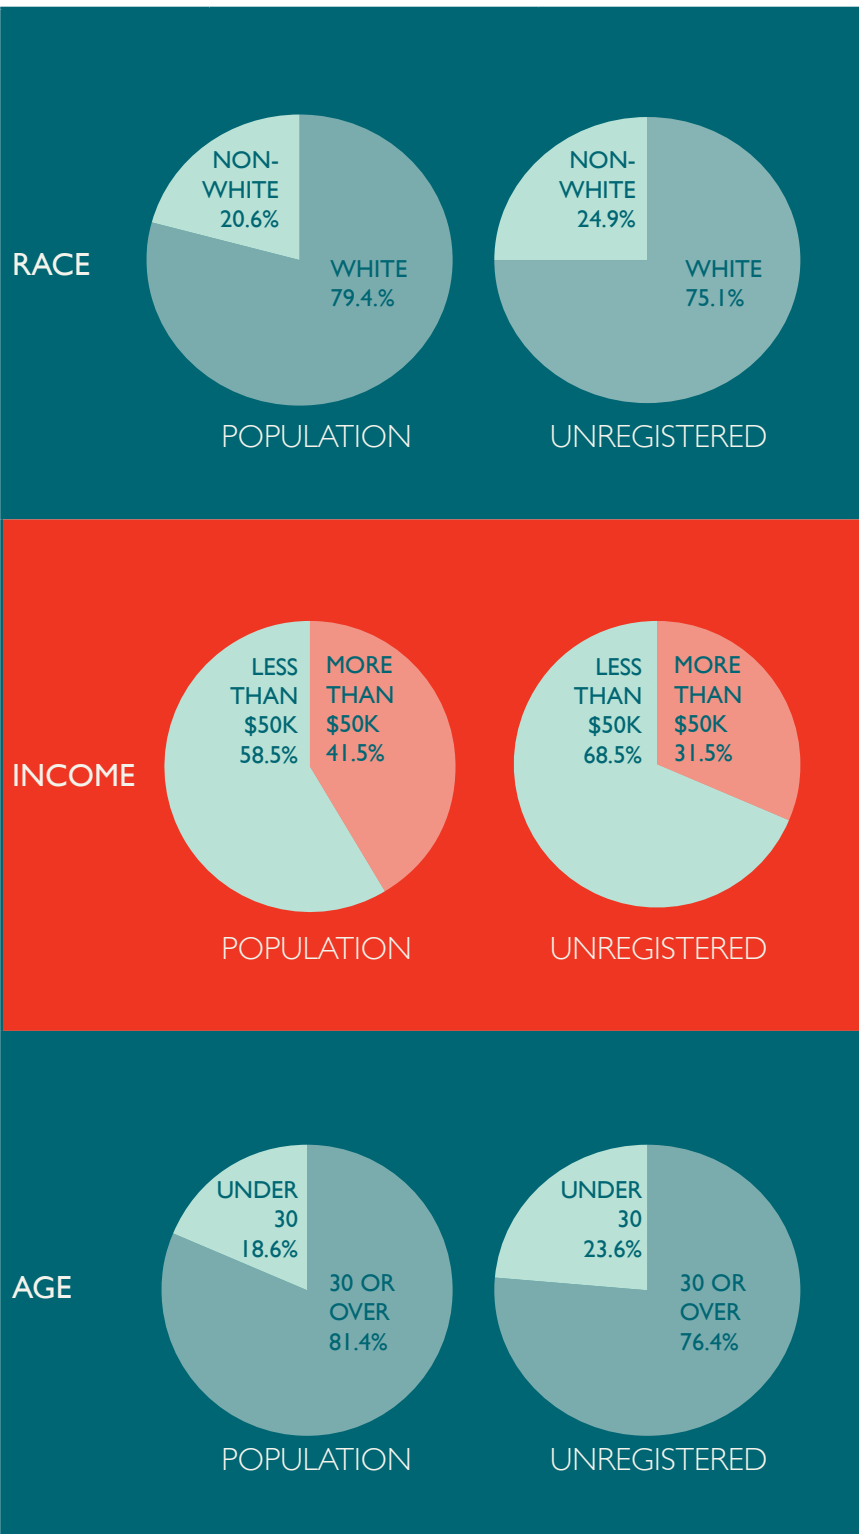 RACE
NON-
WHITE
20.6%
WHITE
79.4.%
POPULATION
NON-
WHITE
24.9%
WHITE
75.1%
UNREGISTERED
INCOME
LESS
THAN
$50K
58.5%
MORE
THAN
$50K
41.5%
POPULATION
LESS
THAN
$50K
68.5%
MORE
THAN
$50K
31.5%
UNREGISTERED
AGE
UNDER
30
18.6%
30 OR
OVER
81.4%
POPULATION
UNDER
30
23.6%
30 OR
OVER
76.4%
UNREGISTERED